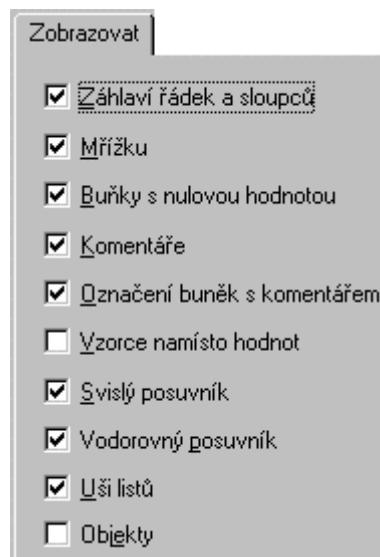 Zobrazovat
Záhlaví řádek a sloupců
Mřížku
Buňky s nulovou hodnotou
Komentáře
Označení buněk s komentářem
Vzorce namísto hodnot
Svislý posuvník
Vodorovný posuvník
Uši listů
Objekty